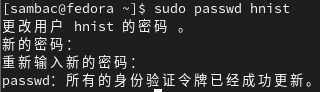 [sambac@fedora ~]$ sudo passwd hnist
更改用户 hnist 的密码 。
新的密码：
重新输入新的密码：
passwd：所有的身份验证令牌已经成功更新。